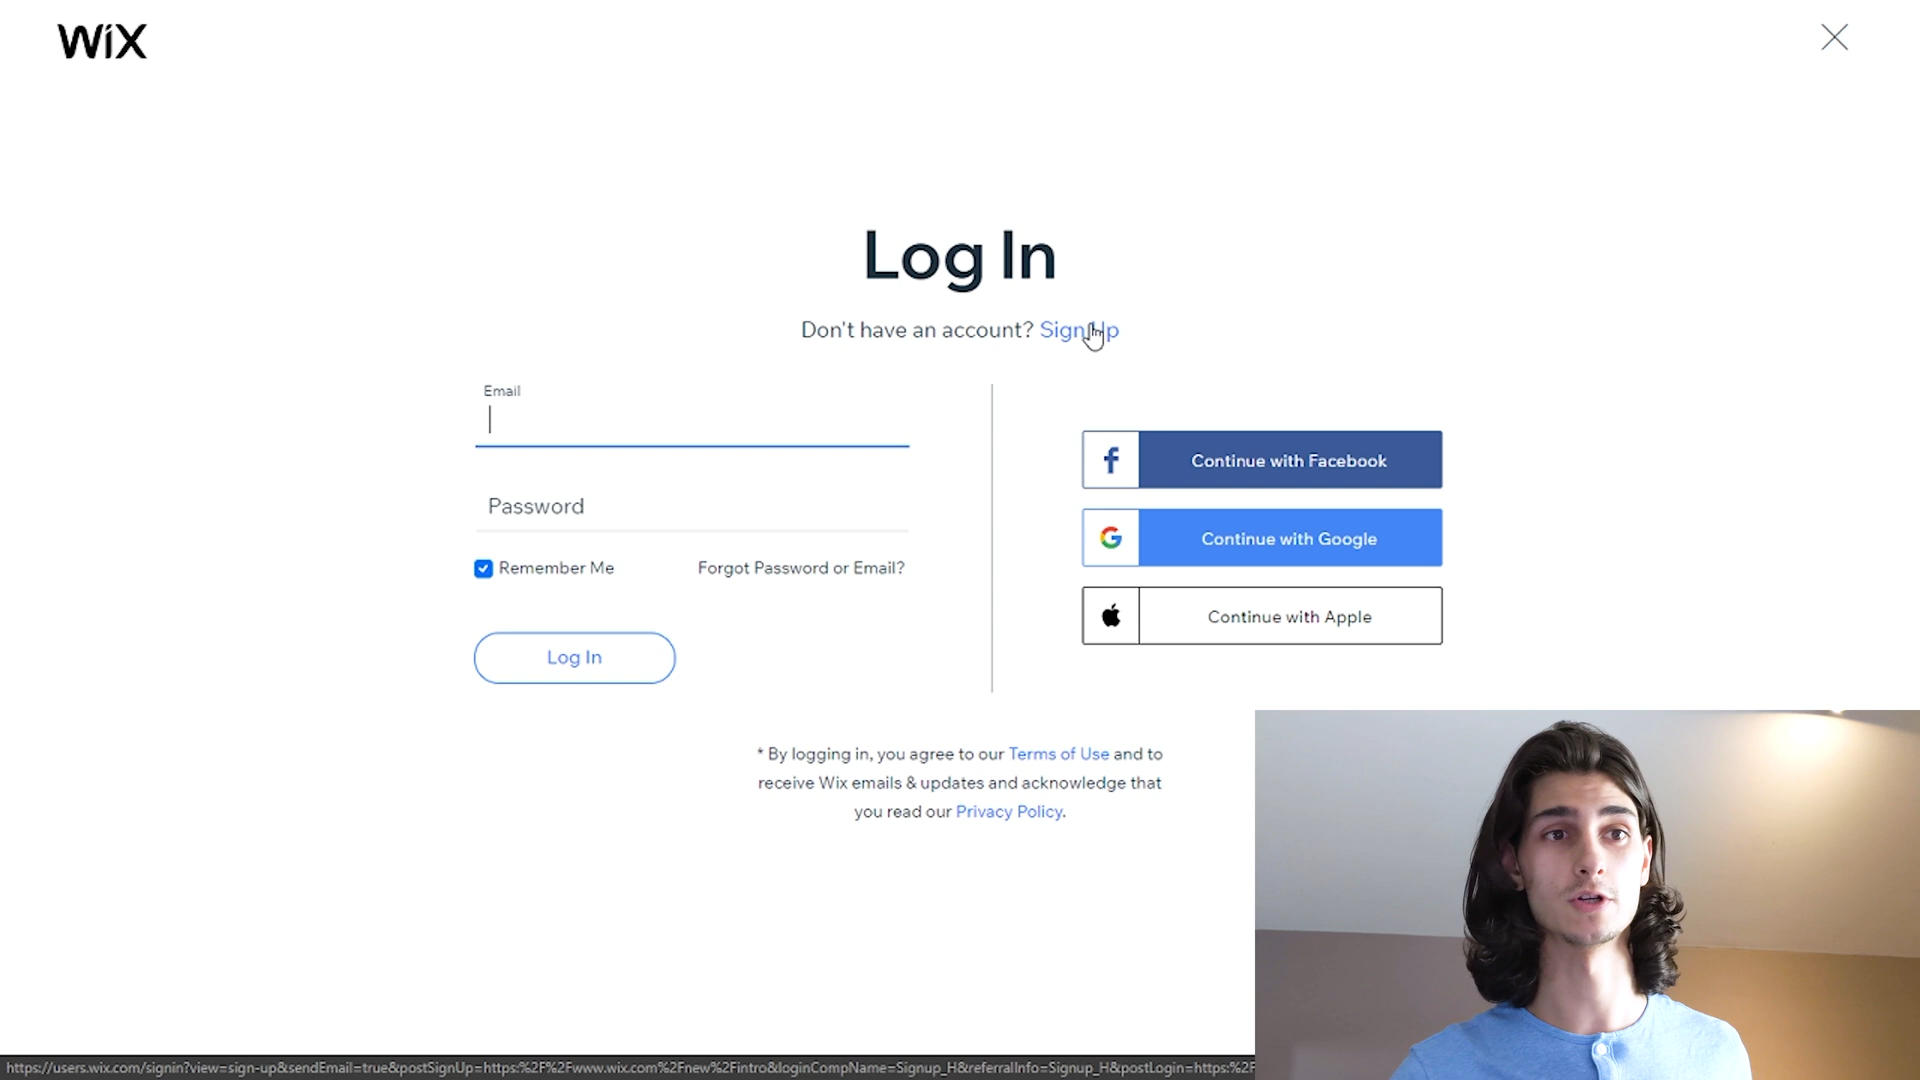 WiX
Log In
Don't have an account? Sign Up
Email
Password
Remember Me
Forgot Password or Email?
Log In
Continue with Facebook
Continue with Google
Continue with Apple
* By logging in, you agree to our Terms of Use and to
receive Wix emails & updates and acknowledge that
you read our Privacy Policy.
https://users.wix.com/signin?view=sign-up&sendEmail=true&postSignUp=https:%2F%2Fwww.wix.com%2Fnew%2Fintro&loginCompName=Signup_H&referralInfo=Signup_H&postLogin=https:%2F